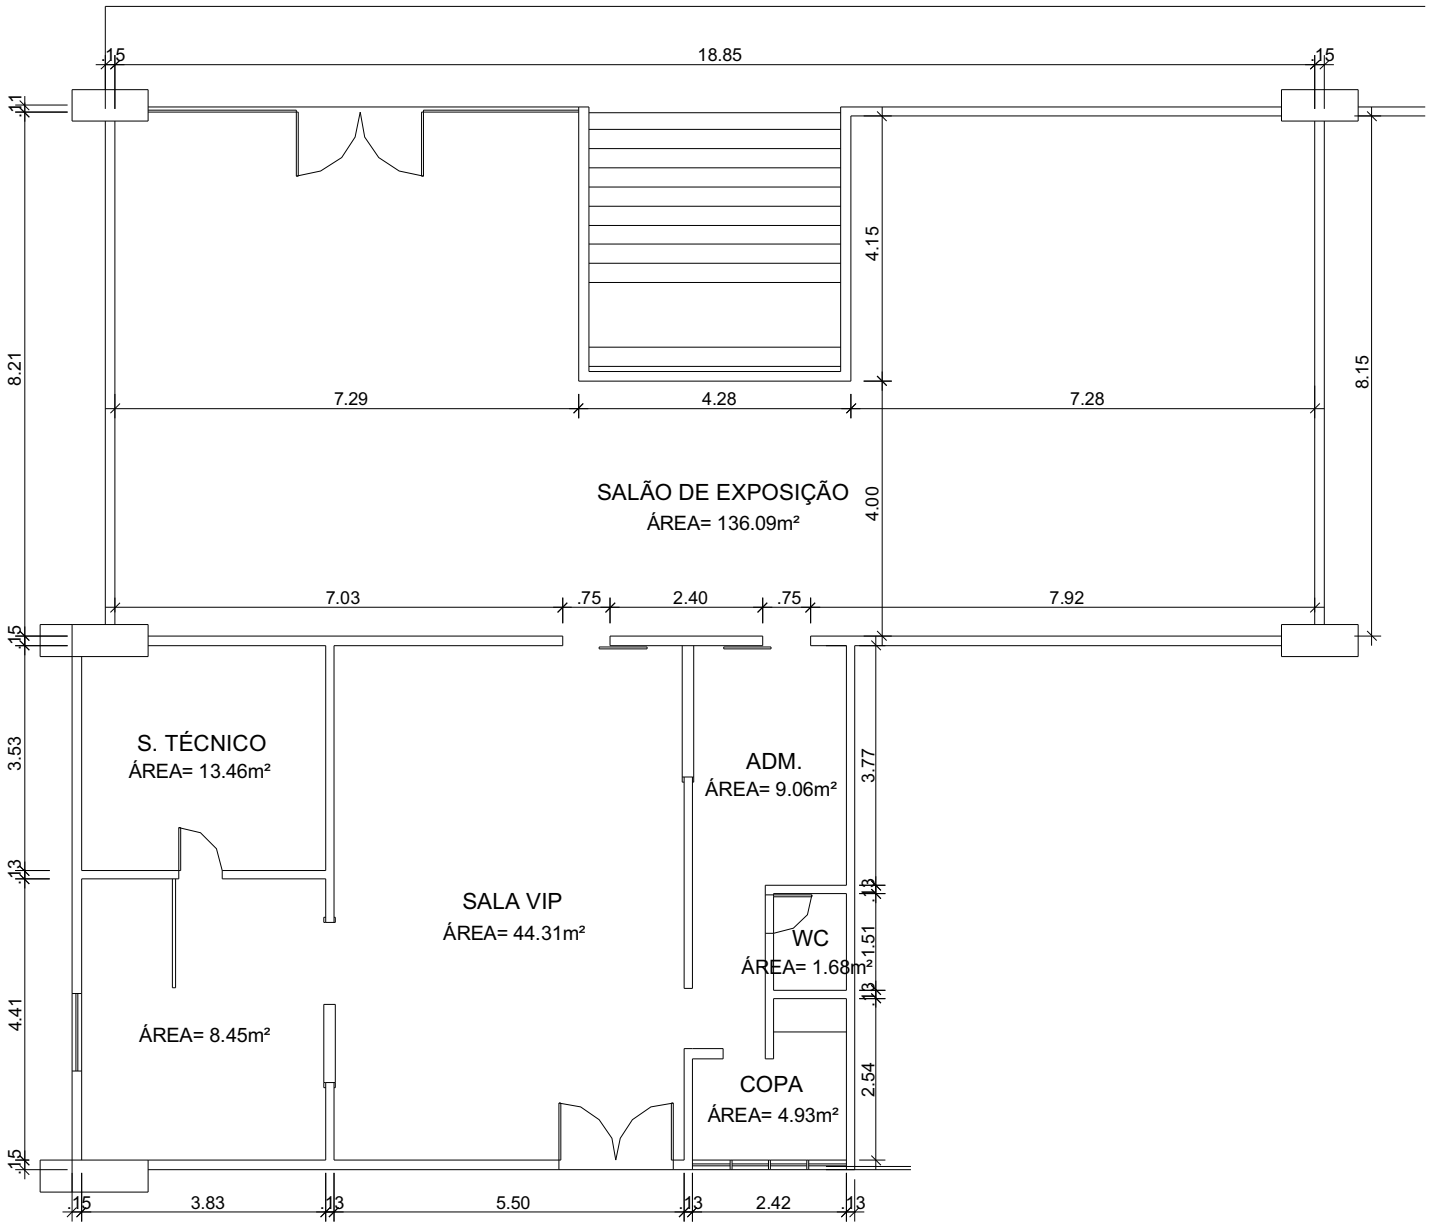 .15
18.85
.15
.11
4.15
8.21
8.15
7.29
4.28
7.28
SALÃO DE EXPOSIÇÃO
ÁREA= 136.09m²
4.00
7.03
.75
2.40
.75
7.92
.15
S. TÉCNICO
ÁREA= 13.46m²
3.53
ADM.
ÁREA= 9.06m²
3.77
.13
.13
SALA VIP
ÁREA= 44.31m²
WC
ÁREA= 1.68m²
1.51
.13
4.41
ÁREA= 8.45m²
COPA
ÁREA= 4.93m²
2.54
.15
.15
3.83
.13
5.50
.13
2.42
.13